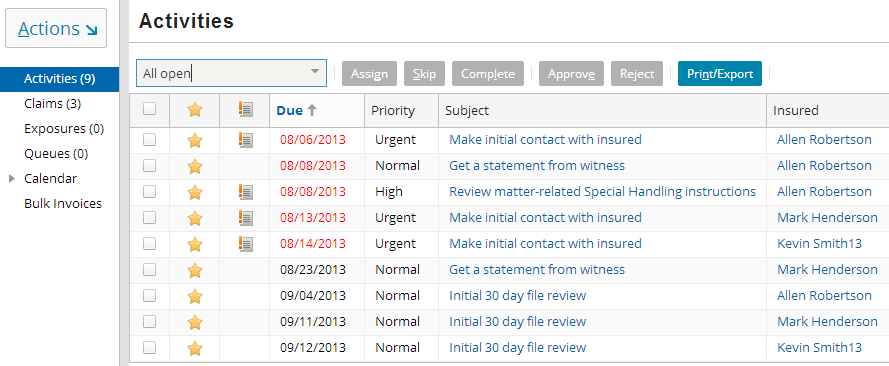 Actions
Activities (9)
Claims (3)
Exposures (0)
Queues (0)
Calendar
Bulk Invoices
Activities
All open Assign Skip Complete Approve Reject Print/Export
Due Priority Subject Insured
08/06/2013 Urgent Make initial contact with insured Allen Robertson
08/08/2013 Normal Get a statement from witness Allen Robertson
08/08/2013 High Review matter-related Special Handling instructions Allen Robertson
08/13/2013 Urgent Make initial contact with insured Mark Henderson
08/14/2013 Urgent Make initial contact with insured Kevin Smith13
08/23/2013 Normal Get a statement from witness Mark Henderson
09/04/2013 Normal Initial 30 day file review Allen Robertson
09/11/2013 Normal Initial 30 day file review Mark Henderson
09/12/2013 Normal Initial 30 day file review Kevin Smith13